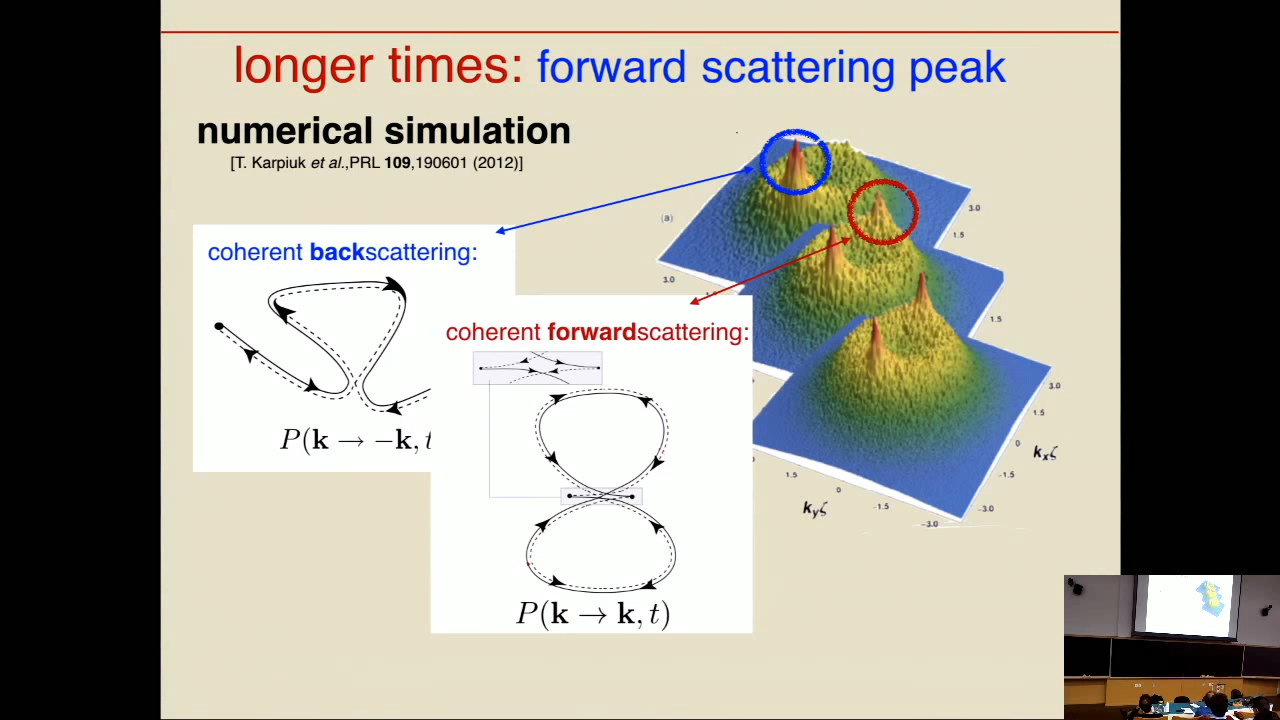 longer times: forward scattering peak
numerical simulation
[T. Karpiuk et al.,PRL 109,190601 (2012)]
coherent backscattering:
P(k → −k, t
coherent forwardscattering:
P(k → k, t)
(a)
3.0
1.5
3.0
1.5
3.0
1.5
0
−1.5
−3.0
kxζ
1.5
0
−1.5
−3.0
kyζ